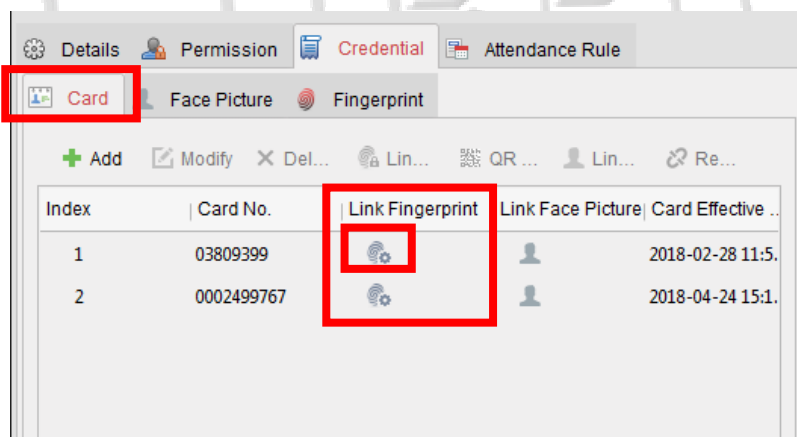 Details Permission Credential Attendance Rule
Card Face Picture Fingerprint
Add Modify Del... Lin... QR ... Lin... Re...
Index Card No. Link Fingerprint Link Face Picture Card Effective ..
1 03809399 2018-02-28 11:5.
2 0002499767 2018-04-24 15:1.